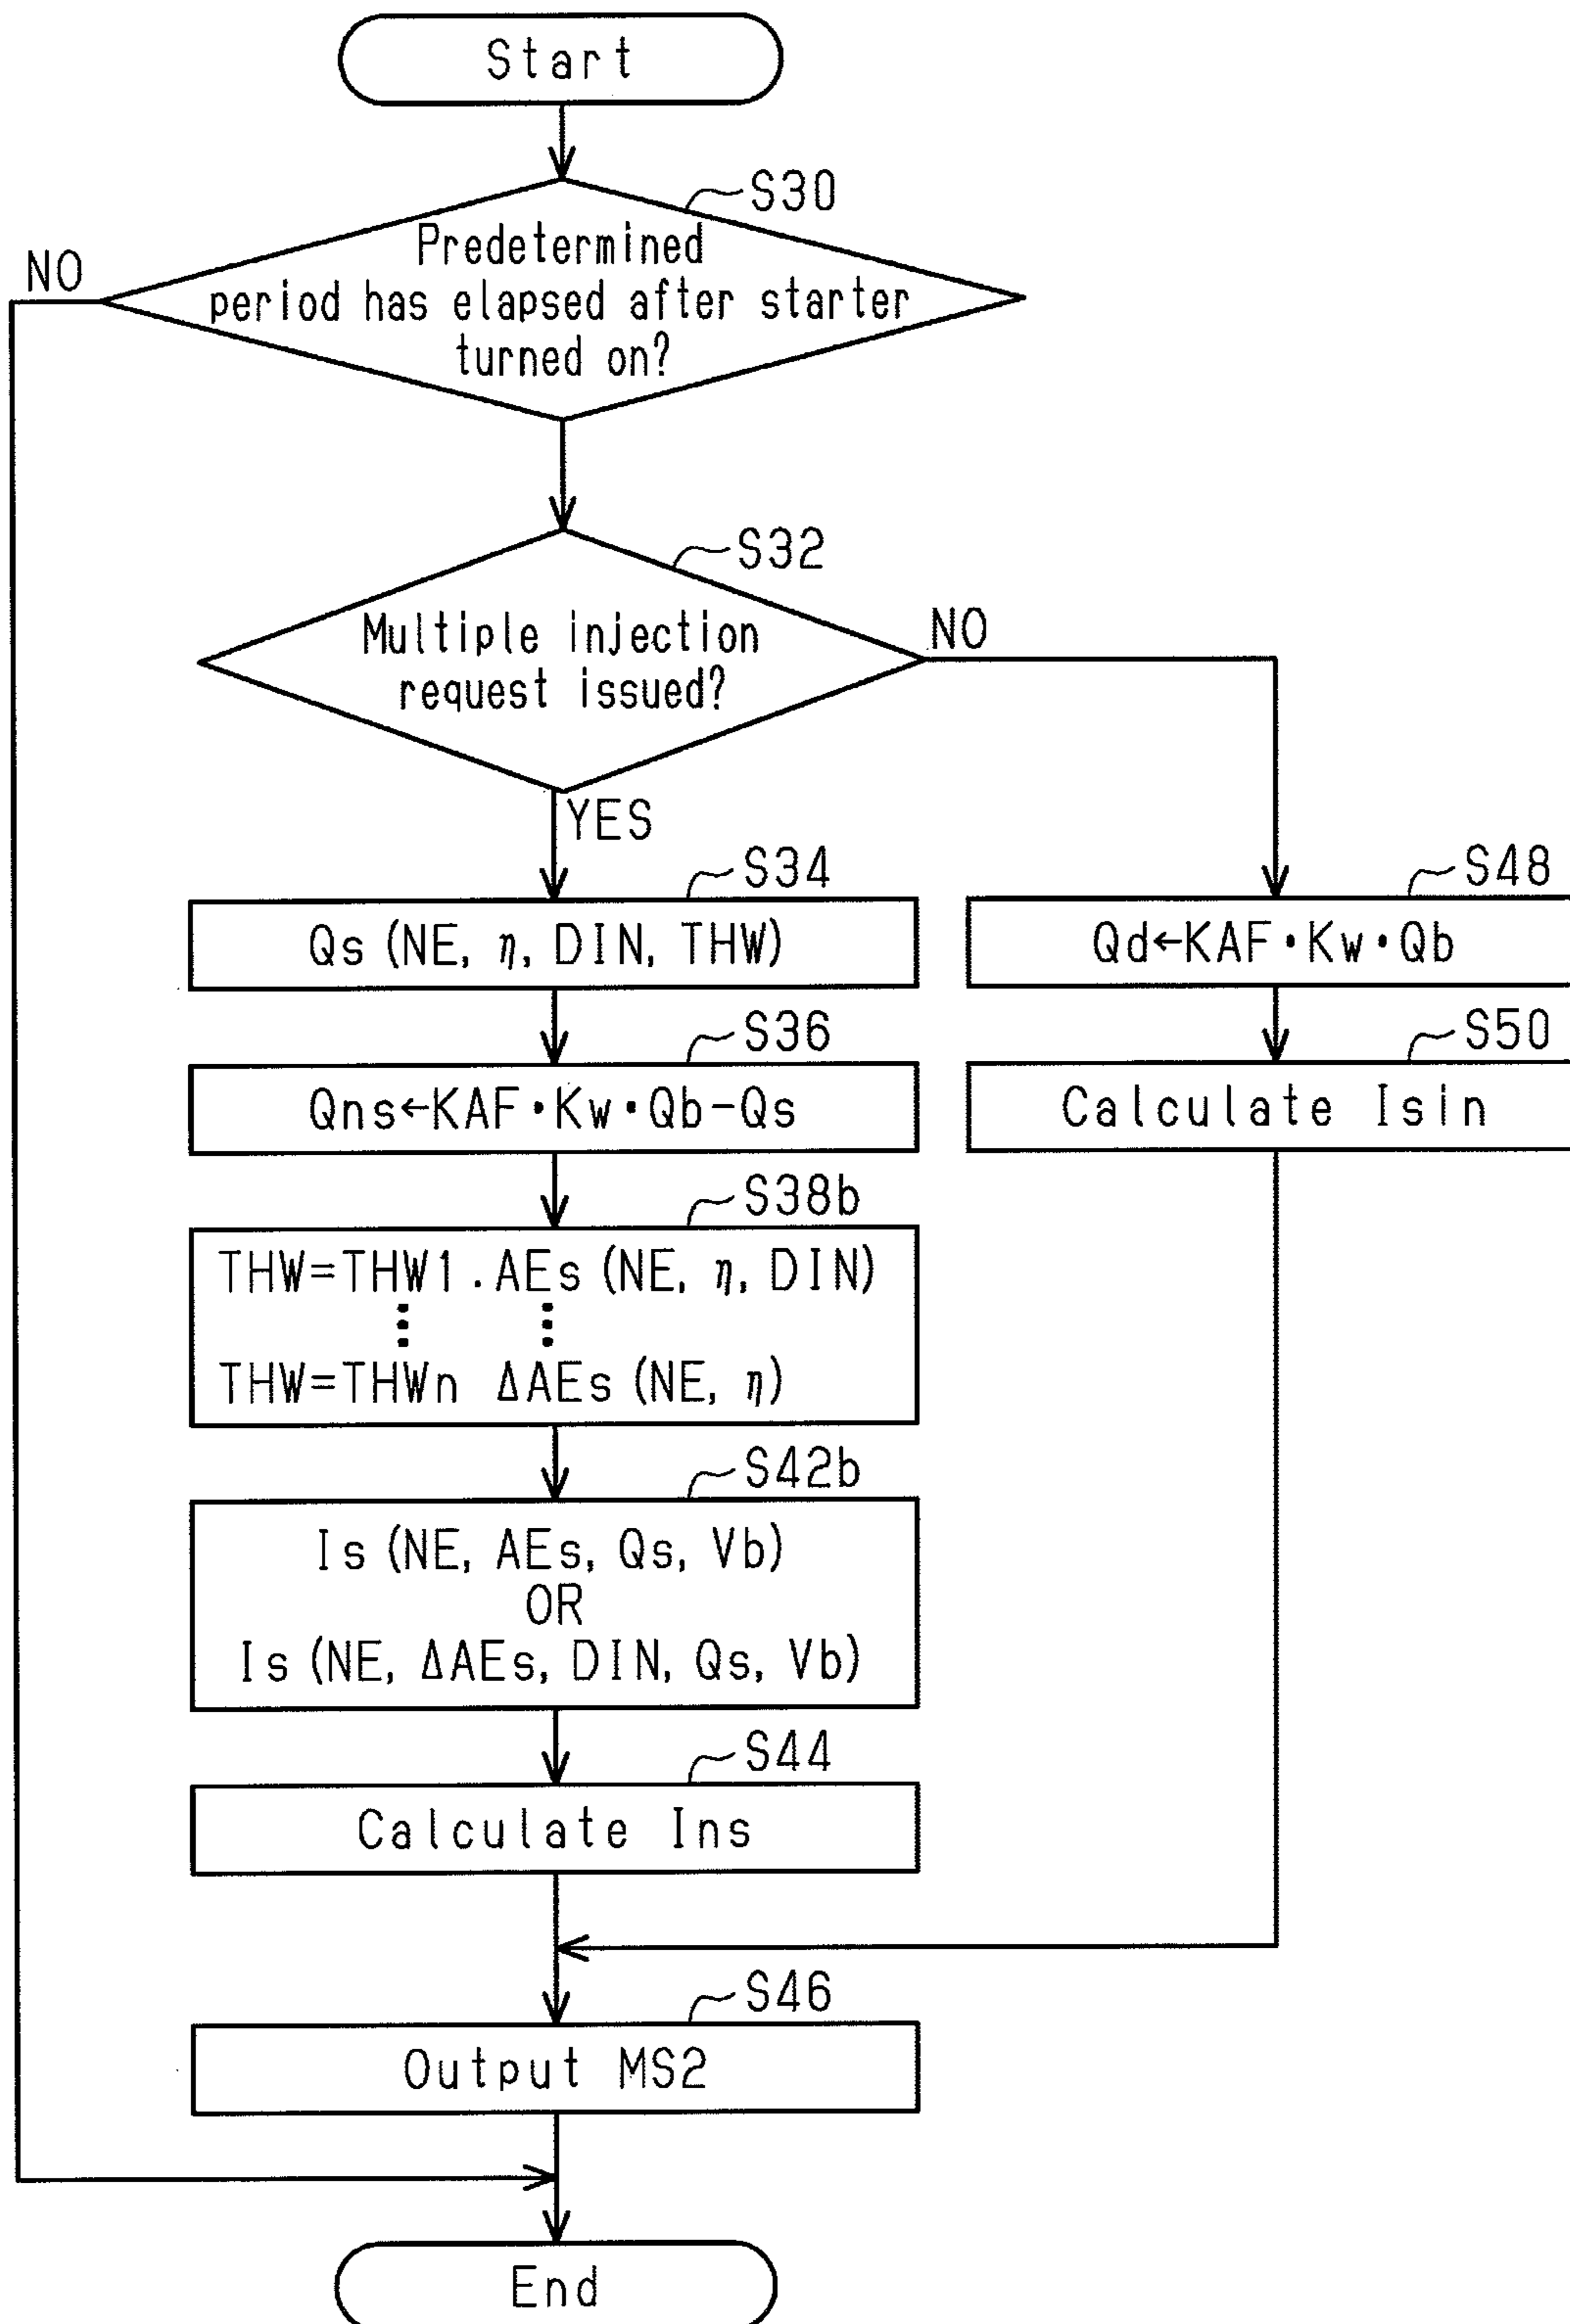 Start
S30
Predetermined
period has elapsed after starter
turned on?
NO
S32
Multiple injection
request issued?
NO
YES
S34
Qs (NE, η, DIN, THW)
S36
Qns←KAF・Kw・Qb-Qs
S38b
THW=THW1 . AEs (NE, η, DIN)
⋮ ⋮
THW=THWn ΔAEs (NE, η)
S42b
Is (NE, AEs, Qs, Vb)
OR
Is (NE, ΔAEs, DIN, Qs, Vb)
S44
Calculate Ins
S48
Qd←KAF・Kw・Qb
S50
Calculate Isin
S46
Output MS2
End